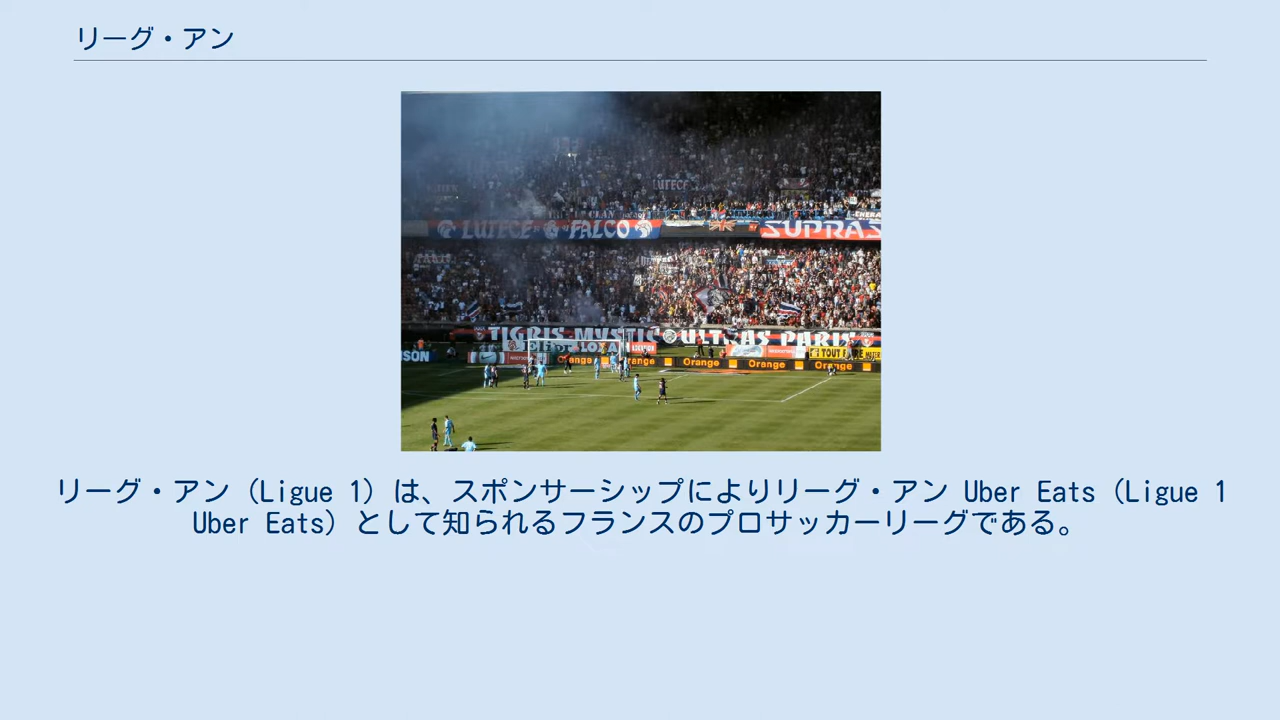 リーグ・アン
LUTECE
LUTECE FALCO
SUPRAS
TIGRIS MYSTIC ULTRAS PARIS
Orange Orange Orange Orange
リーグ・アン（Ligue 1）は、スポンサーシップによりリーグ・アン Uber Eats（Ligue 1
Uber Eats）として知られるフランスのプロサッカーリーグである。